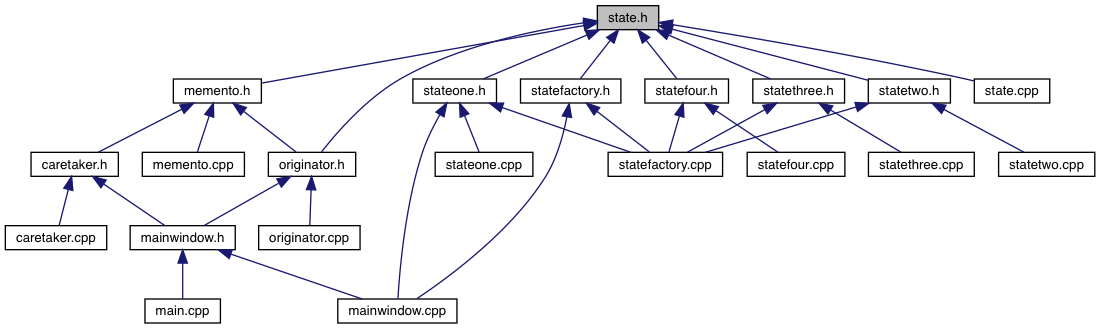 state.h
memento.h
stateone.h
statefactory.h
statefour.h
statethree.h
statetwo.h
state.cpp
caretaker.h
memento.cpp
originator.h
stateone.cpp
statefactory.cpp
statefour.cpp
statethree.cpp
statetwo.cpp
caretaker.cpp
mainwindow.h
originator.cpp
main.cpp
mainwindow.cpp